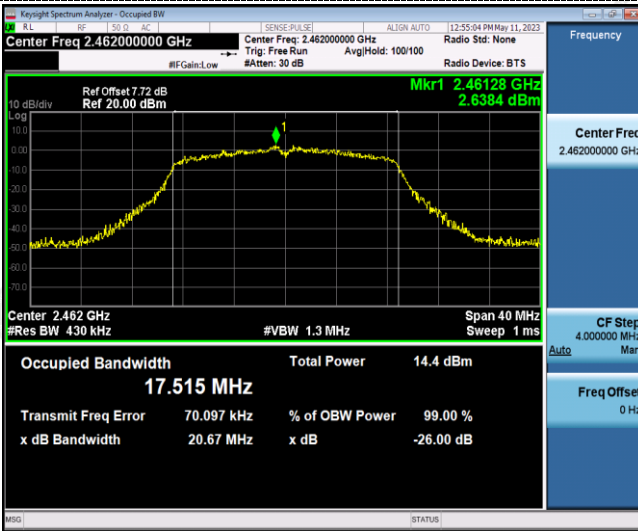 Keysight Spectrum Analyzer - Occupied BW
RL RF 50 Ω AC SENSE:PULSE ALIGN AUTO 12:55:04 PM May 11, 2023
Center Freq 2.462000000 GHz
Center Freq: 2.462000000 GHz
Radio Std: None
Trig: Free Run Avg|Hold: 100/100
#IFGain:Low #Atten: 30 dB Radio Device: BTS
Frequency
Ref Offset 7.72 dB
10 dB/div Ref 20.00 dBm
Mkr1 2.46128 GHz
2.6384 dBm
Log
1
10.0
0.00
-10.0
-20.0
-30.0
-40.0
-50.0
-60.0
-70.0
Center 2.462 GHz Span 40 MHz
#Res BW 430 kHz #VBW 1.3 MHz Sweep 1 ms
Occupied Bandwidth Total Power 14.4 dBm
17.515 MHz
Transmit Freq Error 70.097 kHz % of OBW Power 99.00 %
x dB Bandwidth 20.67 MHz x dB -26.00 dB
Center Freq
2.462000000 GHz
CF Step
4.000000 MHz
Auto Man
Freq Offset
0 Hz
MSG STATUS